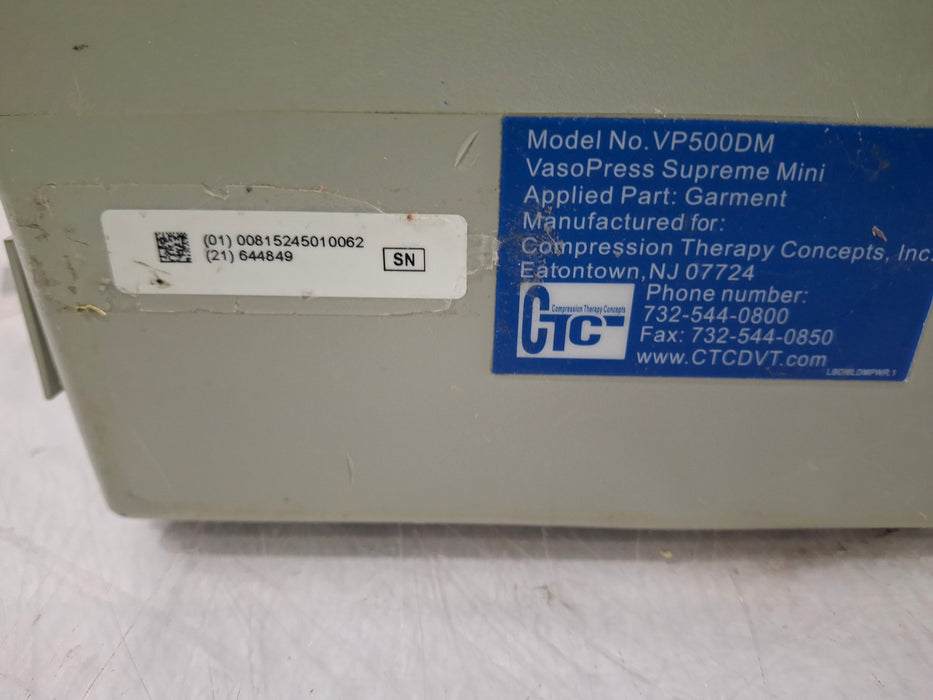 (01) 00815245010062
(21) 644849
SN
Model No. VP500DM
VasoPress Supreme Mini
Applied Part: Garment
Manufactured for:
Compression Therapy Concepts, Inc.
Eatontown, NJ 07724
CTC
Compression Therapy Concepts
Phone number:
732-544-0800
Fax: 732-544-0850
www.CTCDVT.com